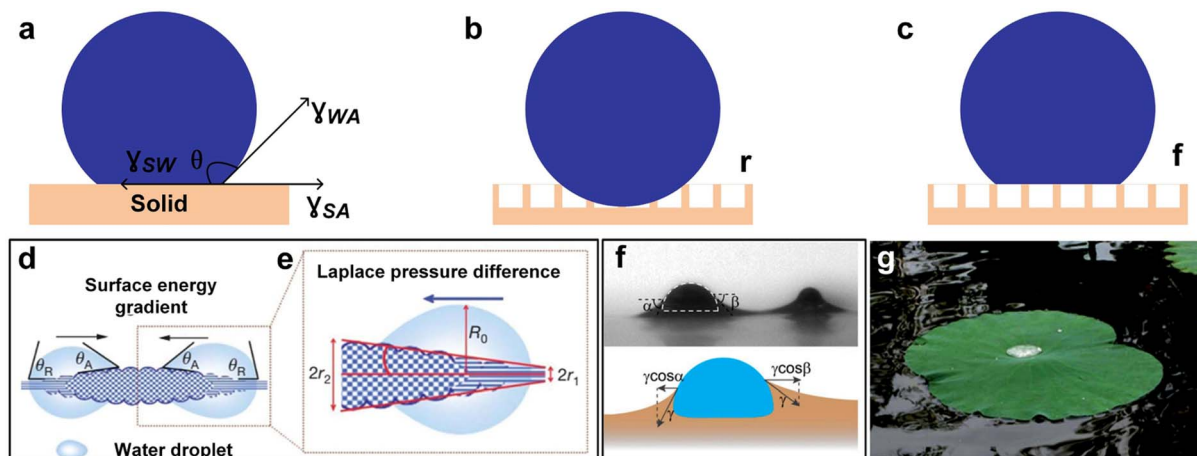 a
γWA
γSW
θ
Solid
γSA
b
r
c
f
d
Surface energy
gradient
θR
θA
θA
θR
Water droplet
e
Laplace pressure difference
R0
2r2
2r1
f
α
β
γcosα
γcosβ
γ
γ
g